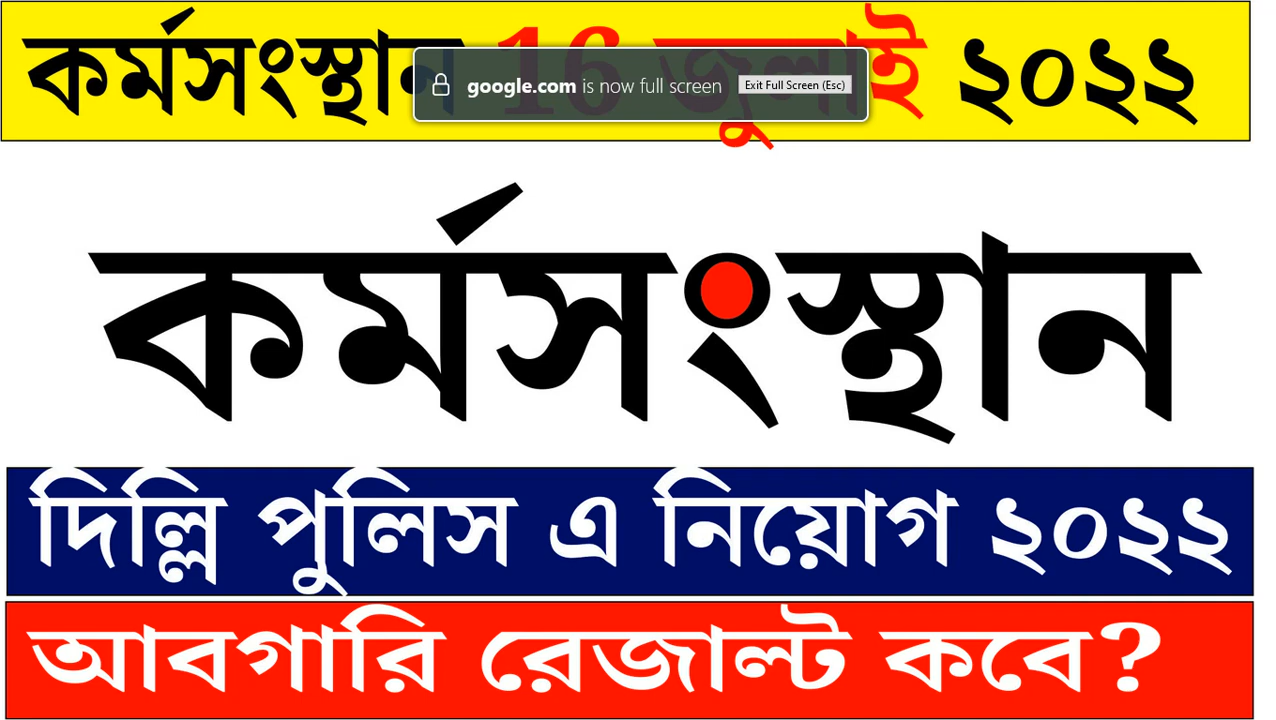 কর্মসংস্থান 16 জুলাই ২০২২
google.com is now full screen Exit Full Screen (Esc)
কর্মসংস্থান
দিল্লি পুলিস এ নিয়োগ ২০২২
আবগারি রেজাল্ট কবে?